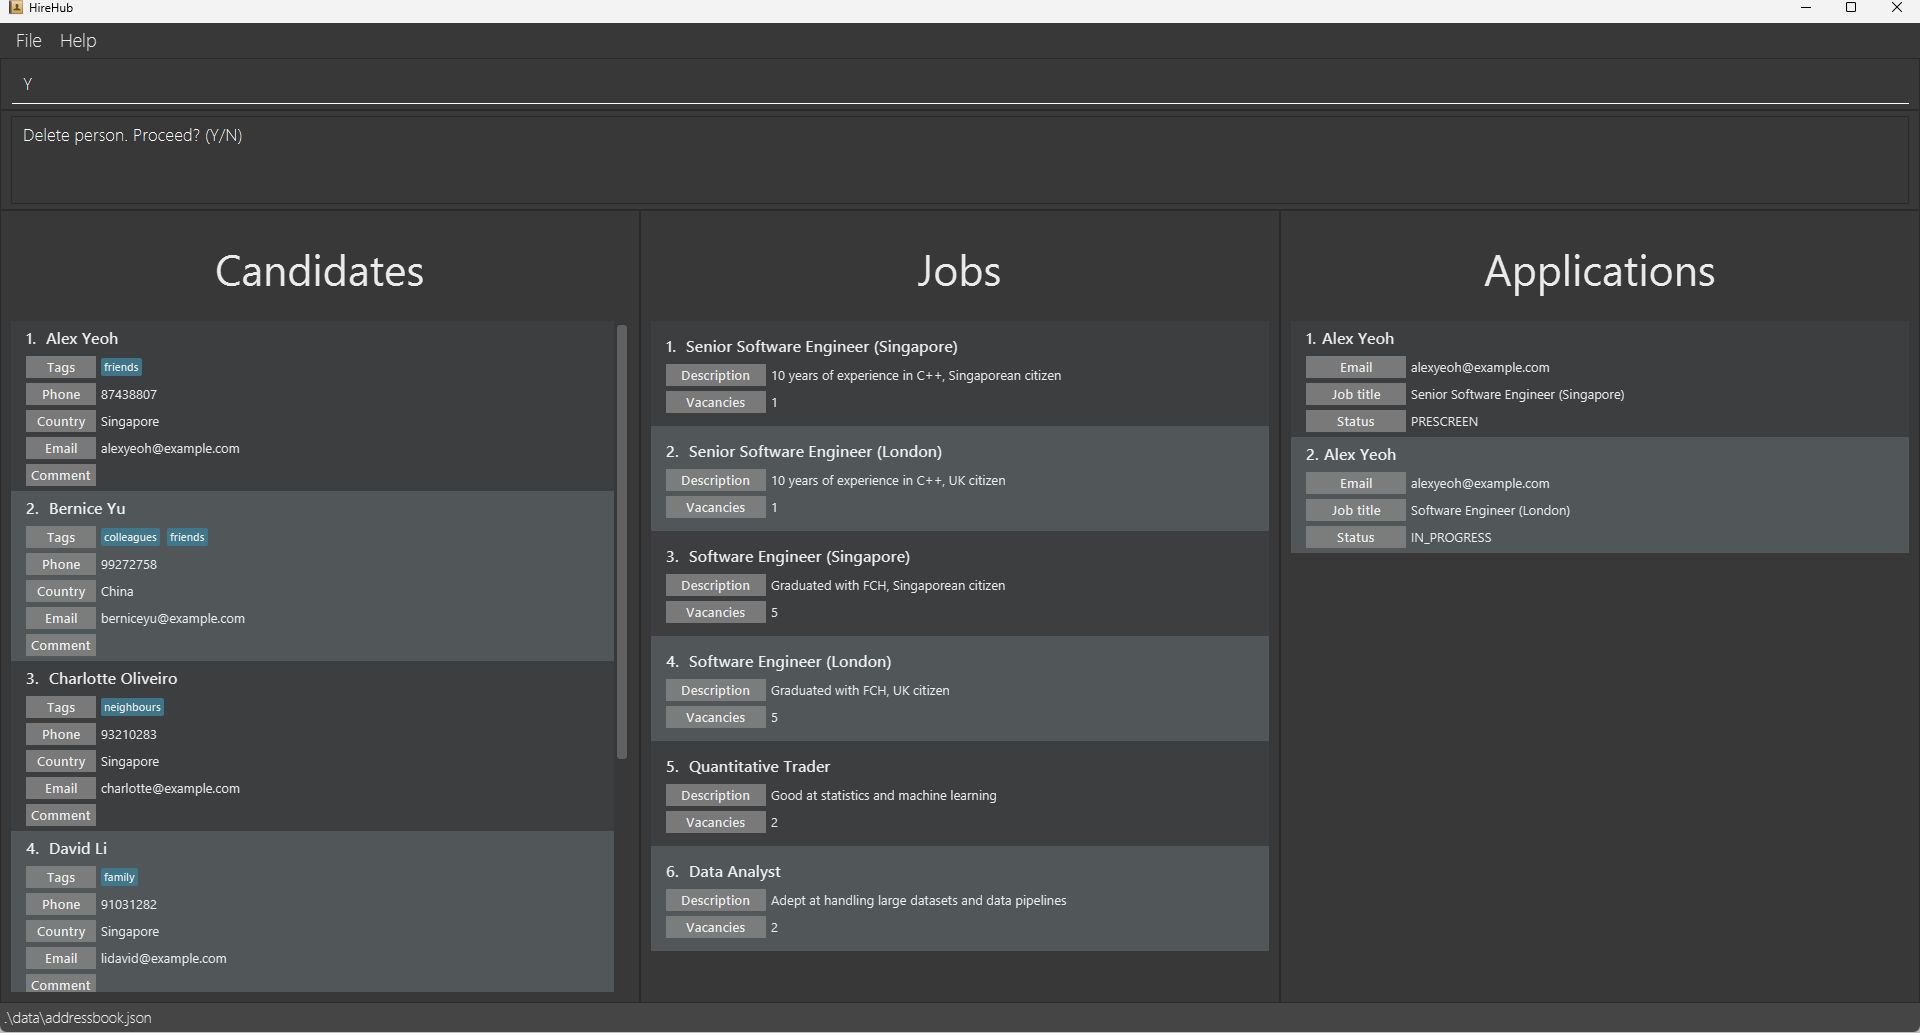 HireHub
File Help
Y
Delete person. Proceed? (Y/N)
Candidates
1. Alex Yeoh
Tags friends
Phone 87438807
Country Singapore
Email alexyeoh@example.com
Comment
2. Bernice Yu
Tags colleagues friends
Phone 99272758
Country China
Email berniceyu@example.com
Comment
3. Charlotte Oliveiro
Tags neighbours
Phone 93210283
Country Singapore
Email charlotte@example.com
Comment
4. David Li
Tags family
Phone 91031282
Country Singapore
Email lidavid@example.com
Comment
Jobs
1. Senior Software Engineer (Singapore)
Description 10 years of experience in C++, Singaporean citizen
Vacancies 1
2. Senior Software Engineer (London)
Description 10 years of experience in C++, UK citizen
Vacancies 1
3. Software Engineer (Singapore)
Description Graduated with FCH, Singaporean citizen
Vacancies 5
4. Software Engineer (London)
Description Graduated with FCH, UK citizen
Vacancies 5
5. Quantitative Trader
Description Good at statistics and machine learning
Vacancies 2
6. Data Analyst
Description Adept at handling large datasets and data pipelines
Vacancies 2
Applications
1. Alex Yeoh
Email alexyeoh@example.com
Job title Senior Software Engineer (Singapore)
Status PRESCREEN
2. Alex Yeoh
Email alexyeoh@example.com
Job title Software Engineer (London)
Status IN_PROGRESS
.\data\addressbook.json